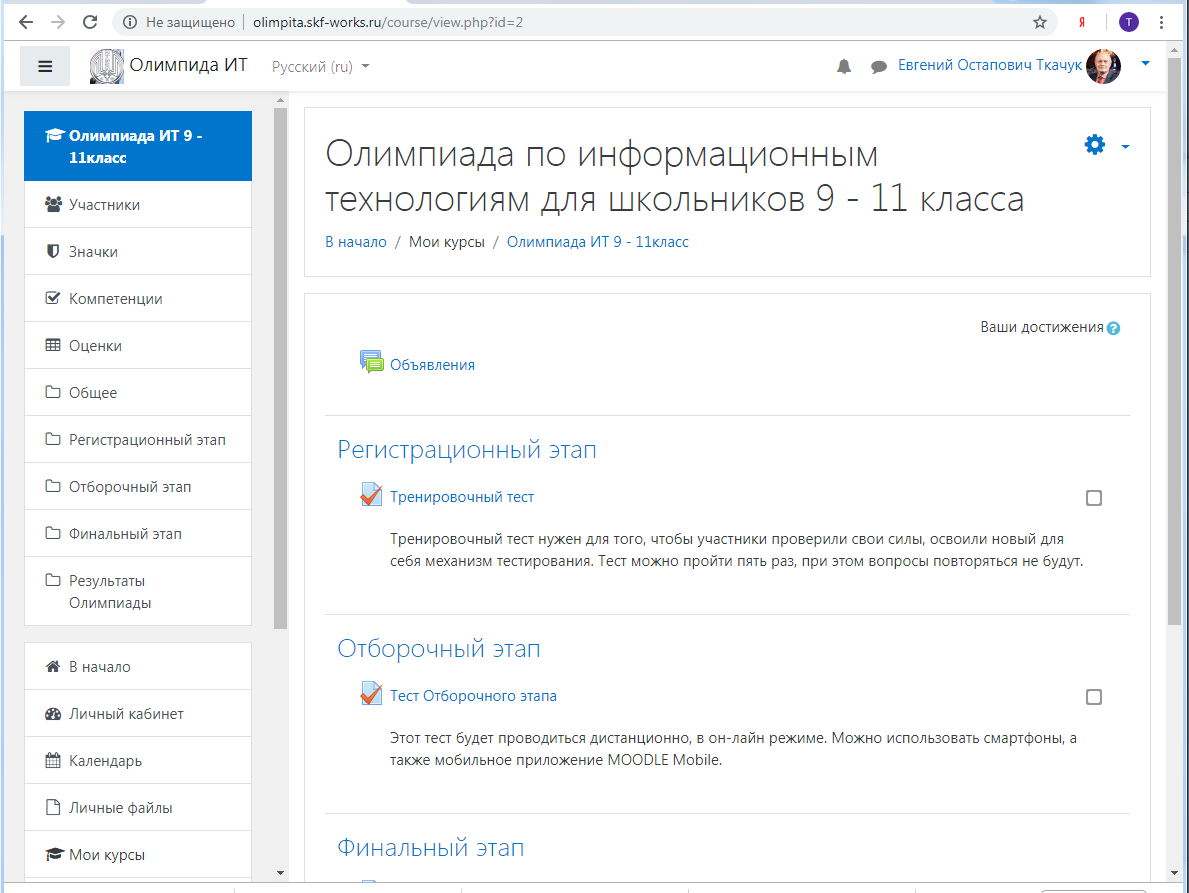 Не защищено
olimpita.skf-works.ru/course/view.php?id=2
Я
T
Олимпида ИТ
Русский (ru)
Евгений Остапович Ткачук
Олимпиада ИТ 9 -
11класс
Участники
Значки
Компетенции
Оценки
Общее
Регистрационный этап
Отборочный этап
Финальный этап
Результаты
Олимпиады
В начало
Личный кабинет
Календарь
Личные файлы
Мои курсы
Олимпиада по информационным
технологиям для школьников 9 - 11 класса
В начало / Мои курсы / Олимпиада ИТ 9 - 11класс
Ваши достижения
Объявления
Регистрационный этап
Тренировочный тест
Тренировочный тест нужен для того, чтобы участники проверили свои силы, освоили новый для
себя механизм тестирования. Тест можно пройти пять раз, при этом вопросы повторяться не будут.
Отборочный этап
Тест Отборочного этапа
Этот тест будет проводиться дистанционно, в он-лайн режиме. Можно использовать смартфоны, а
также мобильное приложение MOODLE Mobile.
Финальный этап